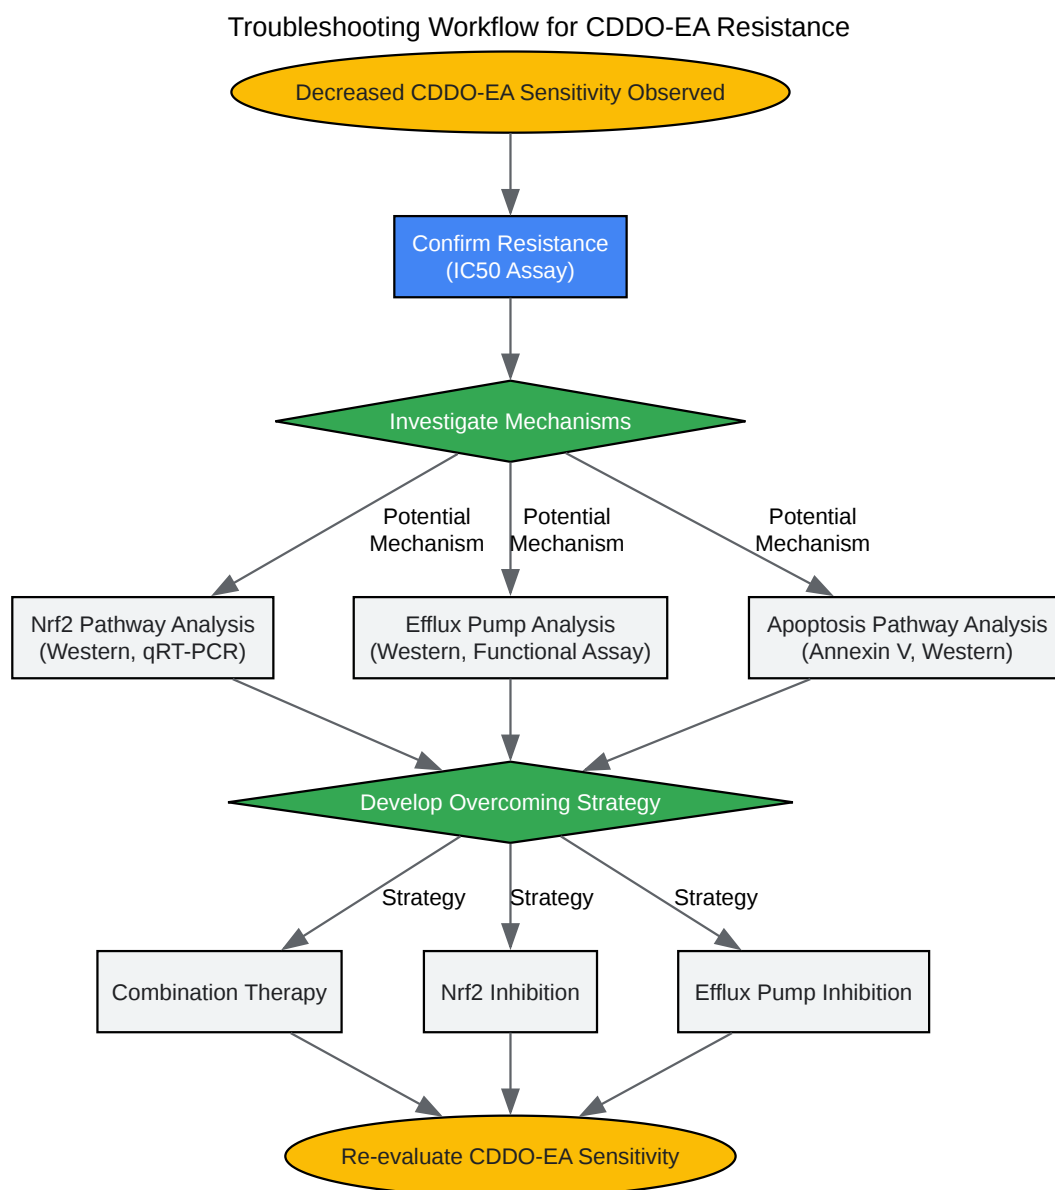 Troubleshooting Workflow for CDDO-EA Resistance
Decreased CDDO-EA Sensitivity Observed
Confirm Resistance
(IC50 Assay)
Investigate Mechanisms
Potential
Mechanism
Potential
Mechanism
Potential
Mechanism
Nrf2 Pathway Analysis
(Western, qRT-PCR)
Efflux Pump Analysis
(Western, Functional Assay)
Apoptosis Pathway Analysis
(Annexin V, Western)
Develop Overcoming Strategy
Strategy
Strategy
Strategy
Combination Therapy
Nrf2 Inhibition
Efflux Pump Inhibition
Re-evaluate CDDO-EA Sensitivity